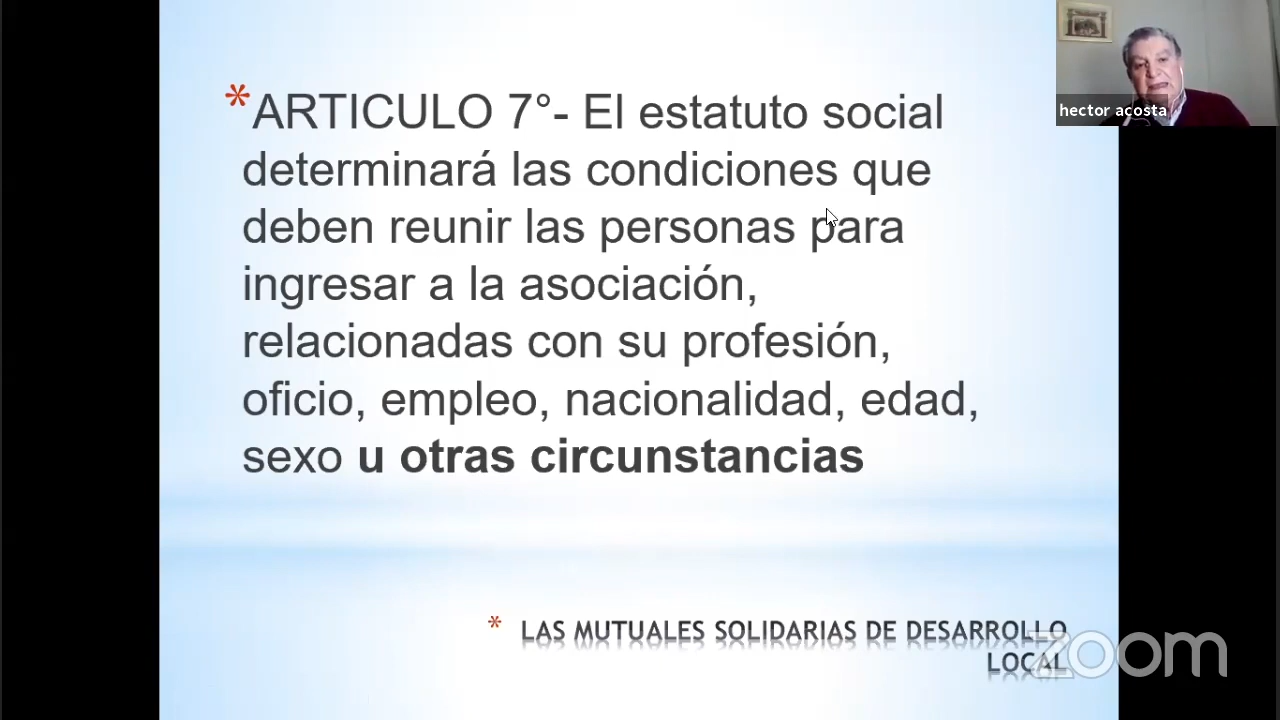 hector acosta
*ARTICULO 7°- El estatuto social
determinará las condiciones que
deben reunir las personas para
ingresar a la asociación,
relacionadas con su profesión,
oficio, empleo, nacionalidad, edad,
sexo u otras circunstancias
* LAS MUTUALES SOLIDARIAS DE DESARROLLO
LOCAL
zoom